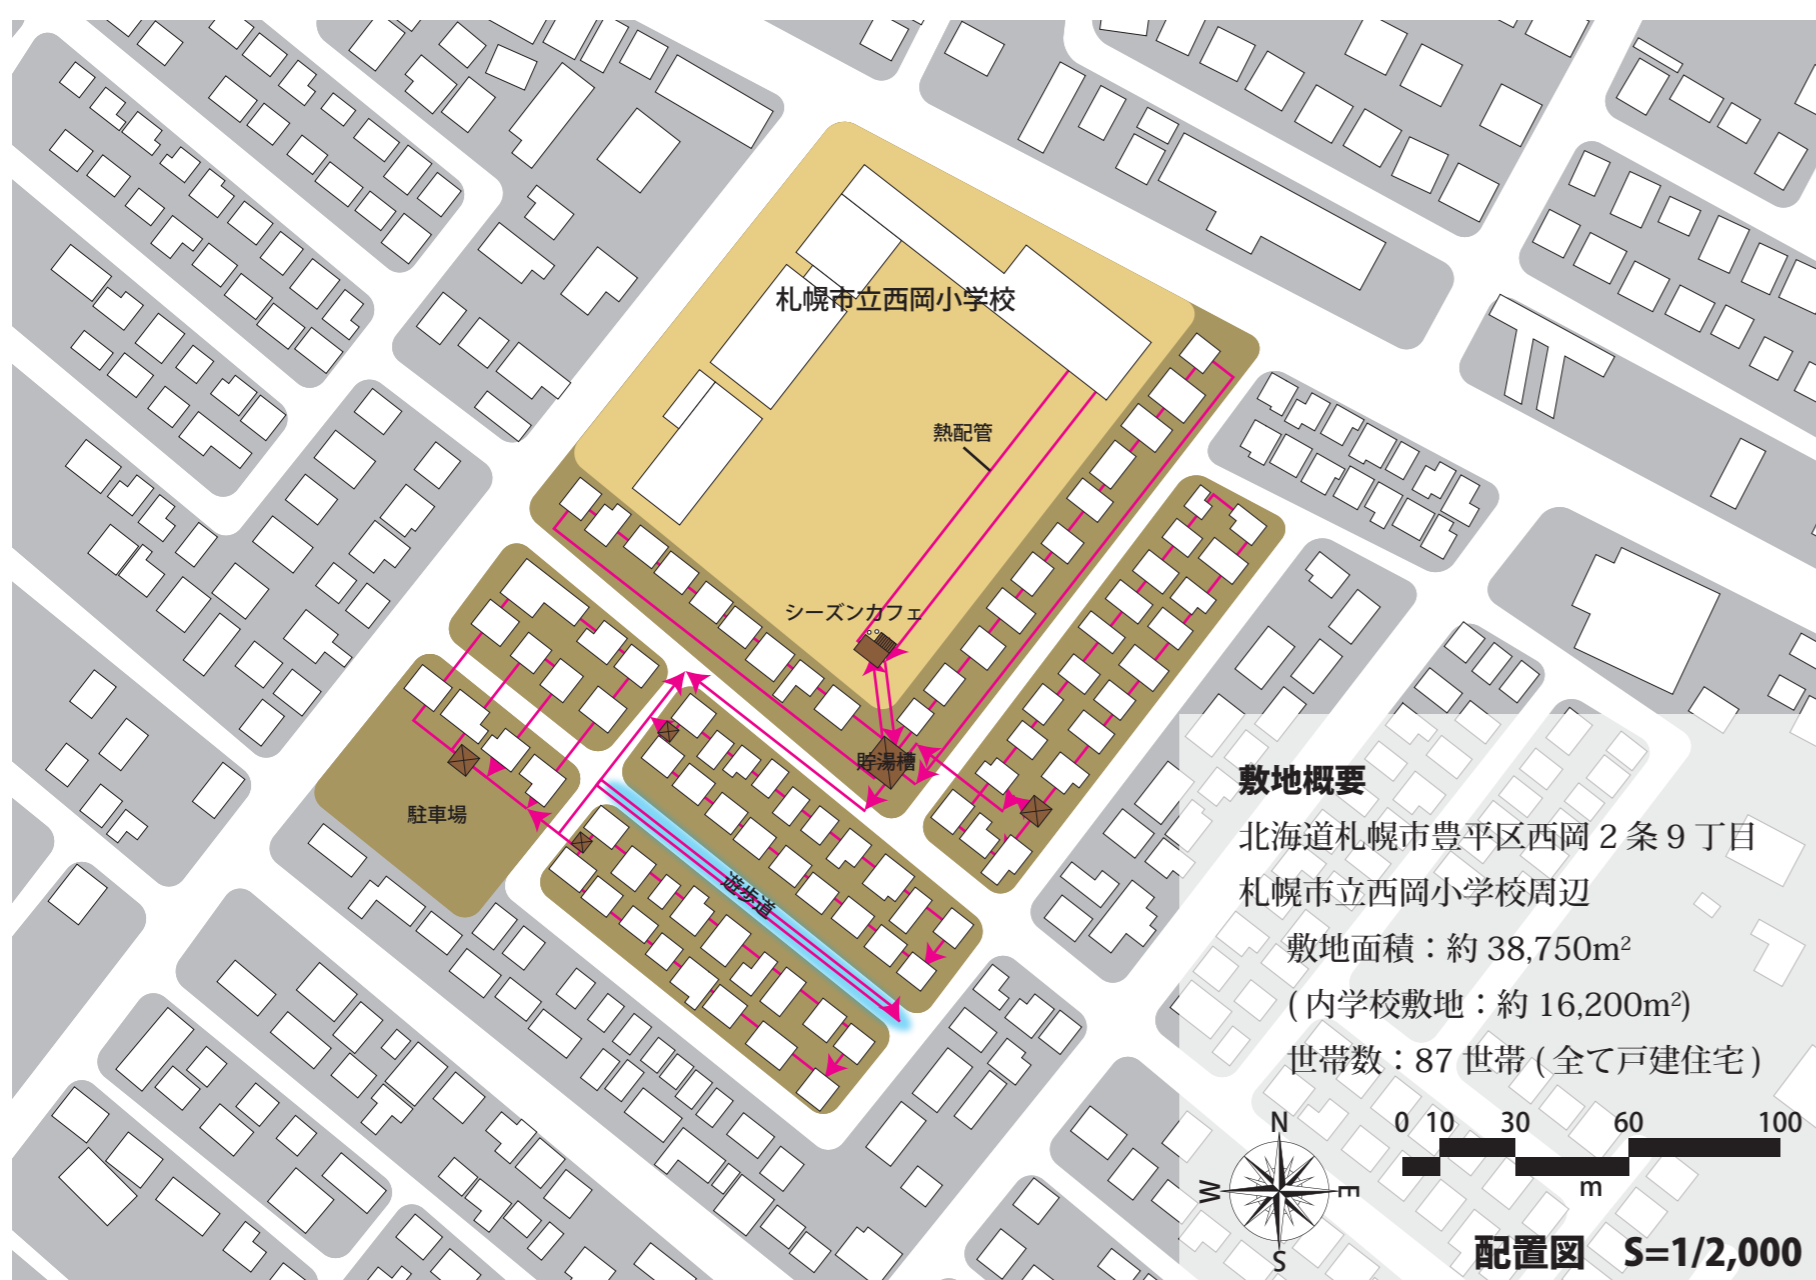 札幌市立西岡小学校
熱配管
シーズンカフェ
貯湯槽
駐車場
遊歩道
敷地概要
北海道札幌市豊平区西岡 2 条 9 丁目
札幌市立西岡小学校周辺
敷地面積：約 38,750m²
( 内学校敷地：約 16,200m²)
世帯数：87 世帯 ( 全て戸建住宅 )
0 10 30 60 100
m
N
W E
S
配置図 S=1/2,000